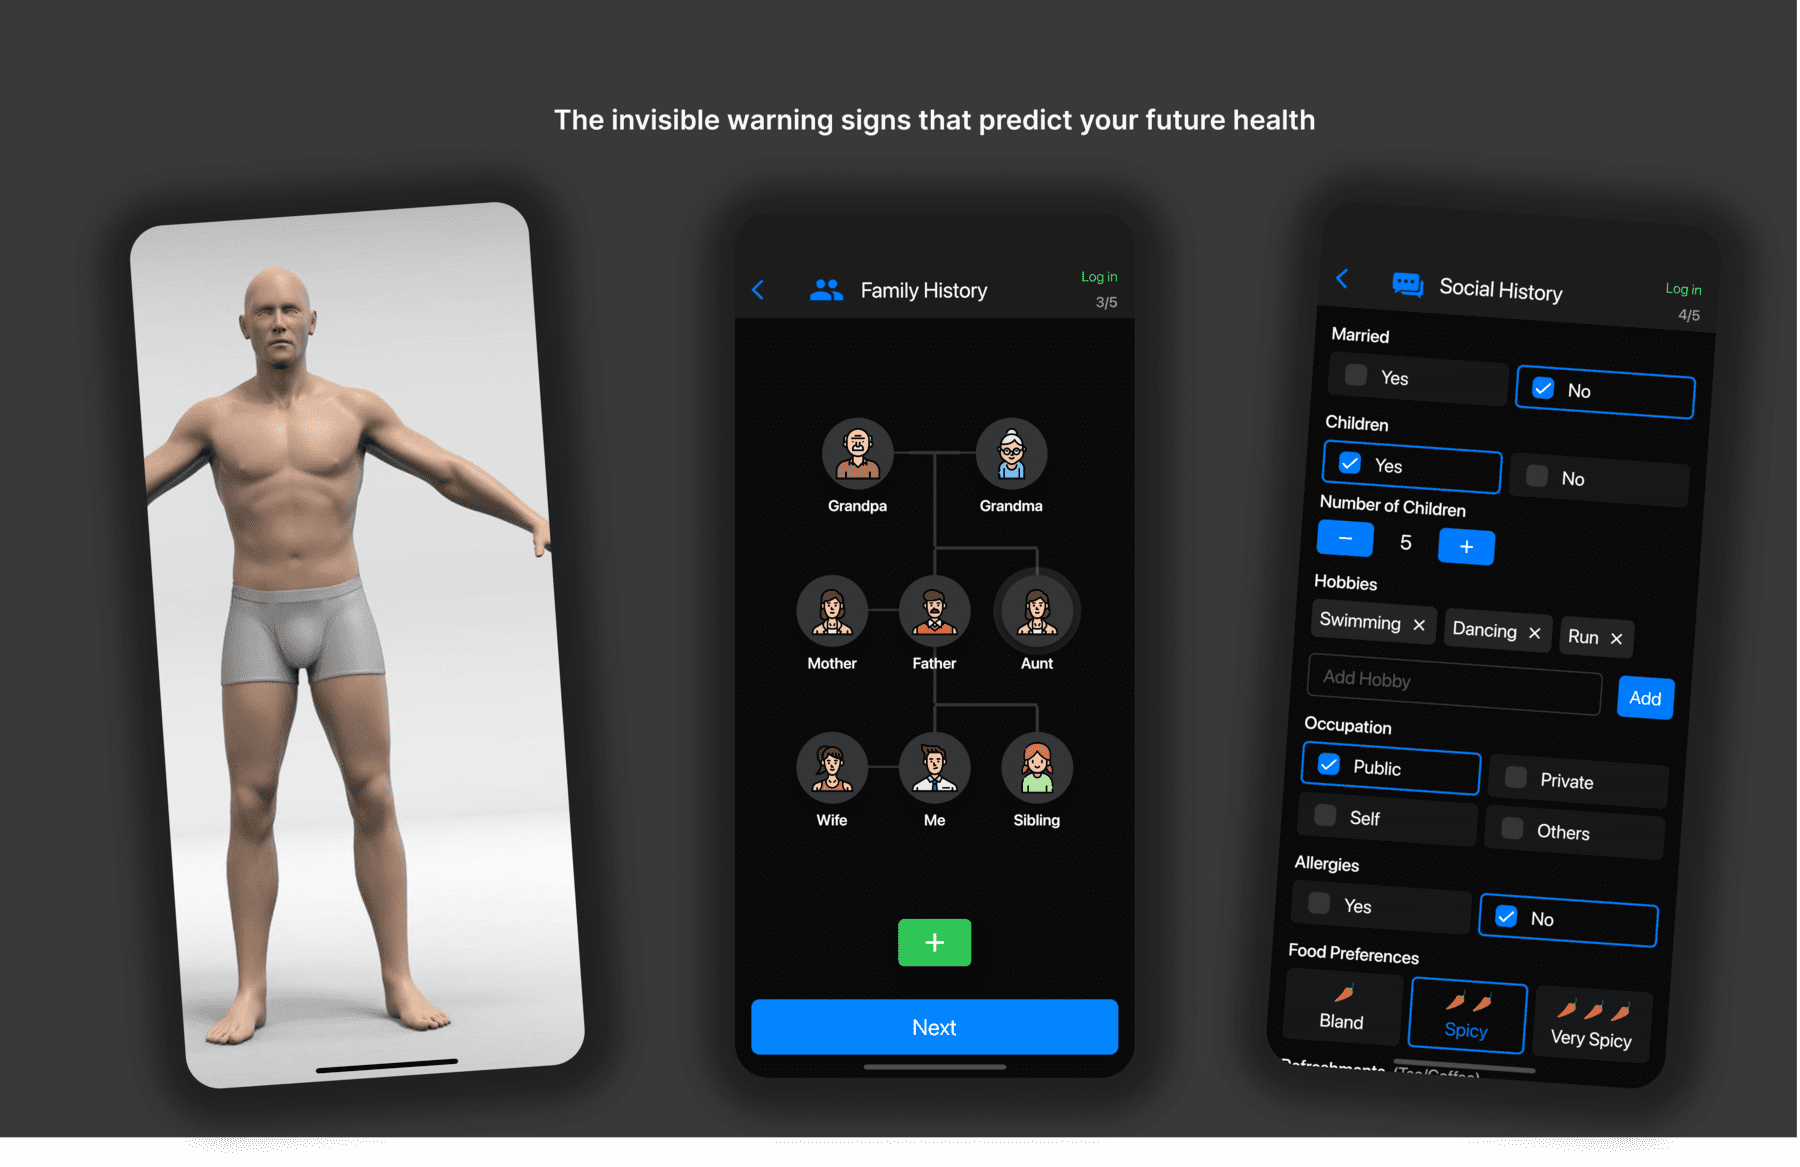 The invisible warning signs that predict your future health
Family History
Log in
3/5
Grandpa
Grandma
Mother
Father
Aunt
Wife
Me
Sibling
+
Next
Social History
Log in
4/5
Married
Yes
No
Children
Yes
No
Number of Children
− 5 +
Hobbies
Swimming × Dancing × Run ×
Add Hobby
Add
Occupation
Public
Private
Self
Others
Allergies
Yes
No
Food Preferences
Bland
Spicy
Very Spicy
Refreshments (Tea/Coffee)